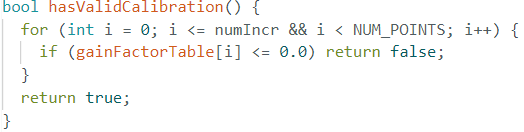 bool hasValidCalibration() {
  for (int i = 0; i <= numIncr && i < NUM_POINTS; i++) {
    if (gainFactorTable[i] <= 0.0) return false;
  }
  return true;
}